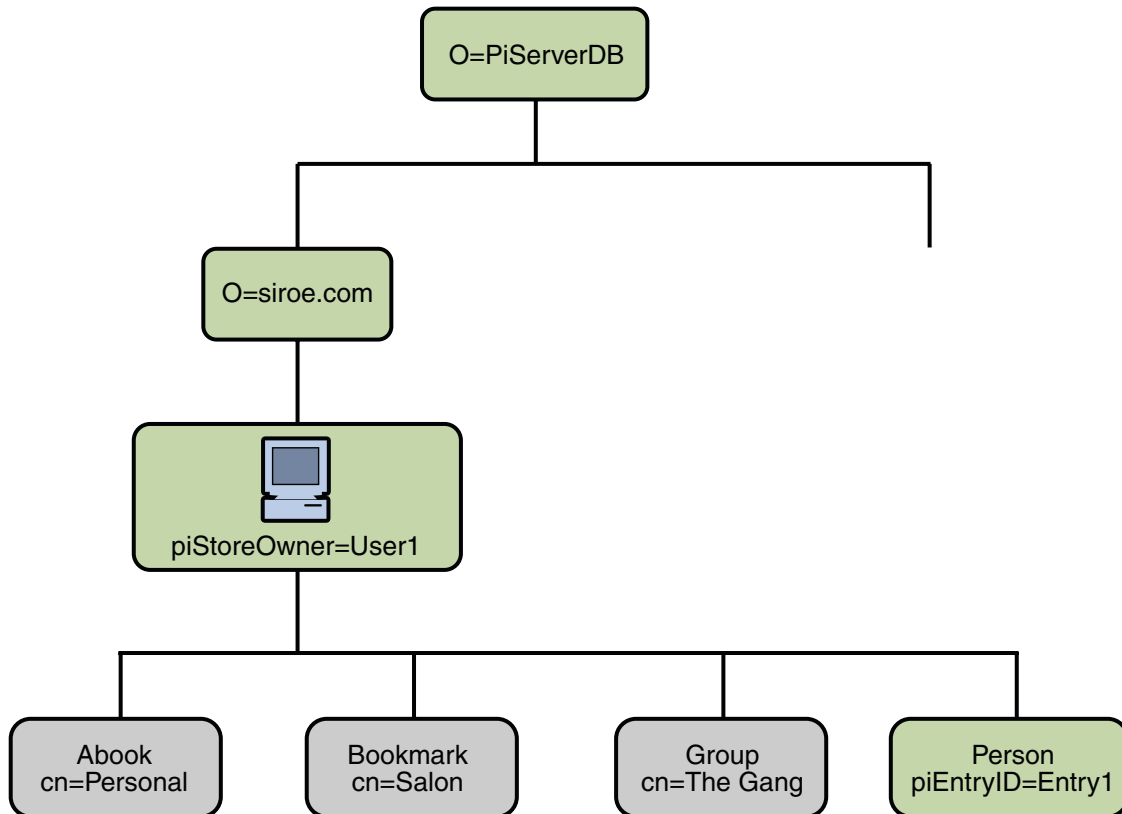 O=PiServerDB
O=siroe.com
piStoreOwner=User1
Abook
cn=Personal
Bookmark
cn=Salon
Group
cn=The Gang
Person
piEntryID=Entry1